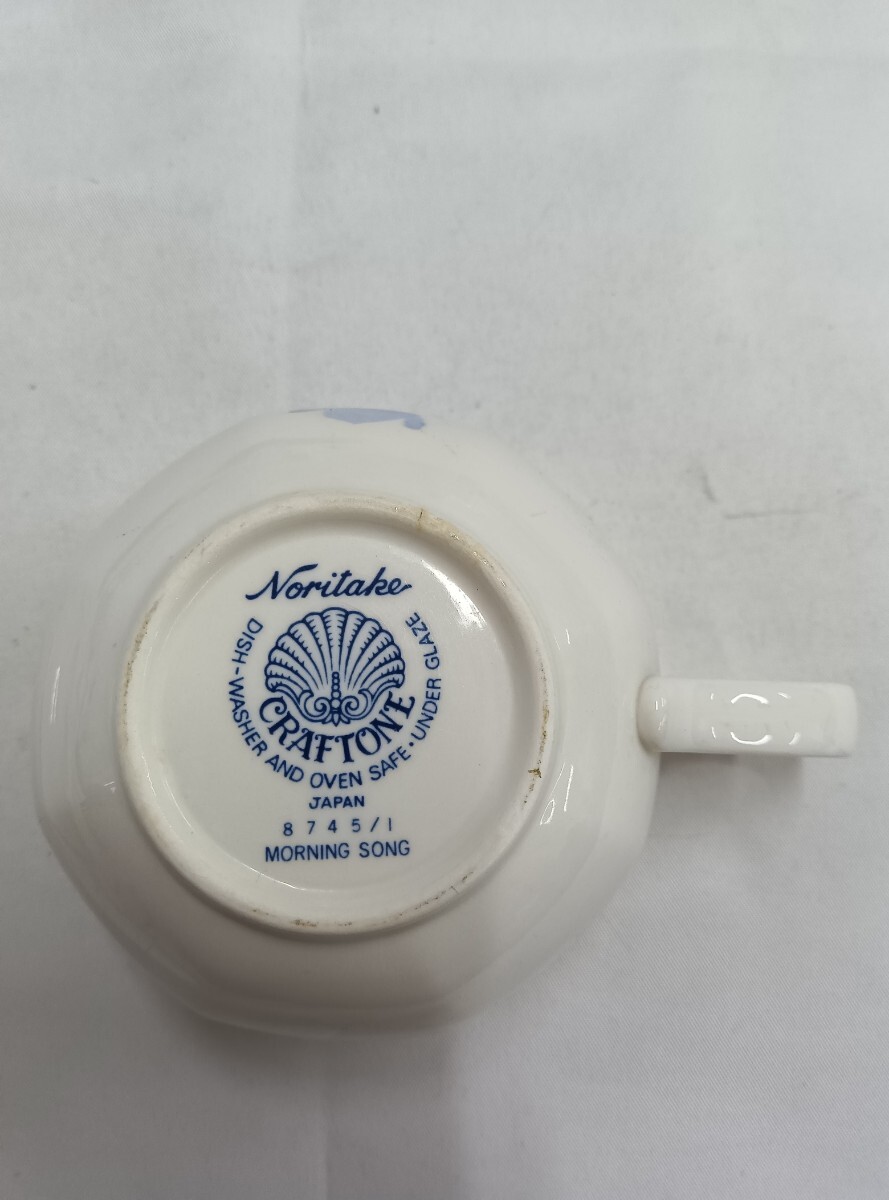 Noritake
CRAFTONE
DISH-WASHER AND OVEN SAFE·UNDER GLAZE
JAPAN
8745/1
MORNING SONG